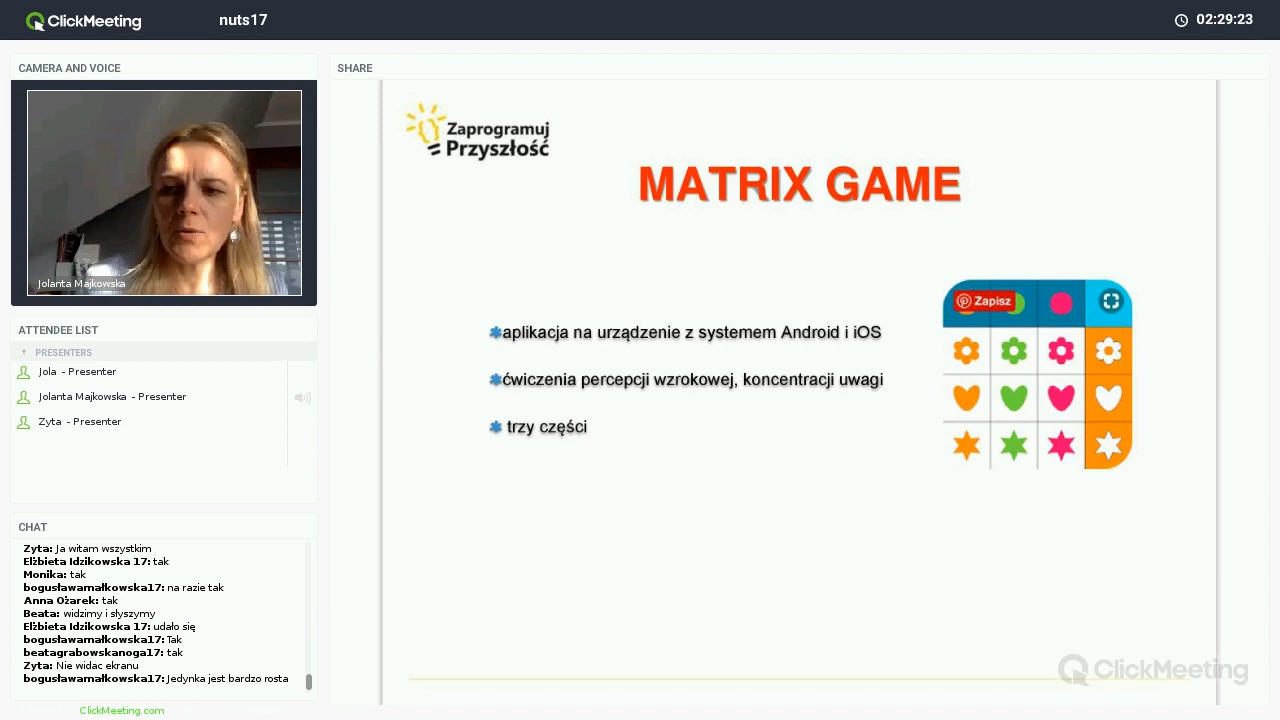 ClickMeeting
nuts17
02:29:23
CAMERA AND VOICE
Jolanta Majkowska
ATTENDEE LIST
PRESENTERS
Jola - Presenter
Jolanta Majkowska - Presenter
Zyta - Presenter
CHAT
Zyta: Ja witam wszystkim
Elżbieta Idzikowska 17: tak
Monika: tak
bogusławamałkowska17: na razie tak
Anna Ożarek: tak
Beata: widzimy i słyszymy
Elżbieta Idzikowska 17: udało się
bogusławamałkowska17: Tak
beatagrabowskanoga17: tak
Zyta: Nie widac ekranu
bogusławamałkowska17: Jedynka jest bardzo rosta
ClickMeeting.com
SHARE
Zaprogramuj
Przyszłość
MATRIX GAME
aplikacja na urządzenie z systemem Android i iOS
ćwiczenia percepcji wzrokowej, koncentracji uwagi
trzy części
Zapisz
ClickMeeting